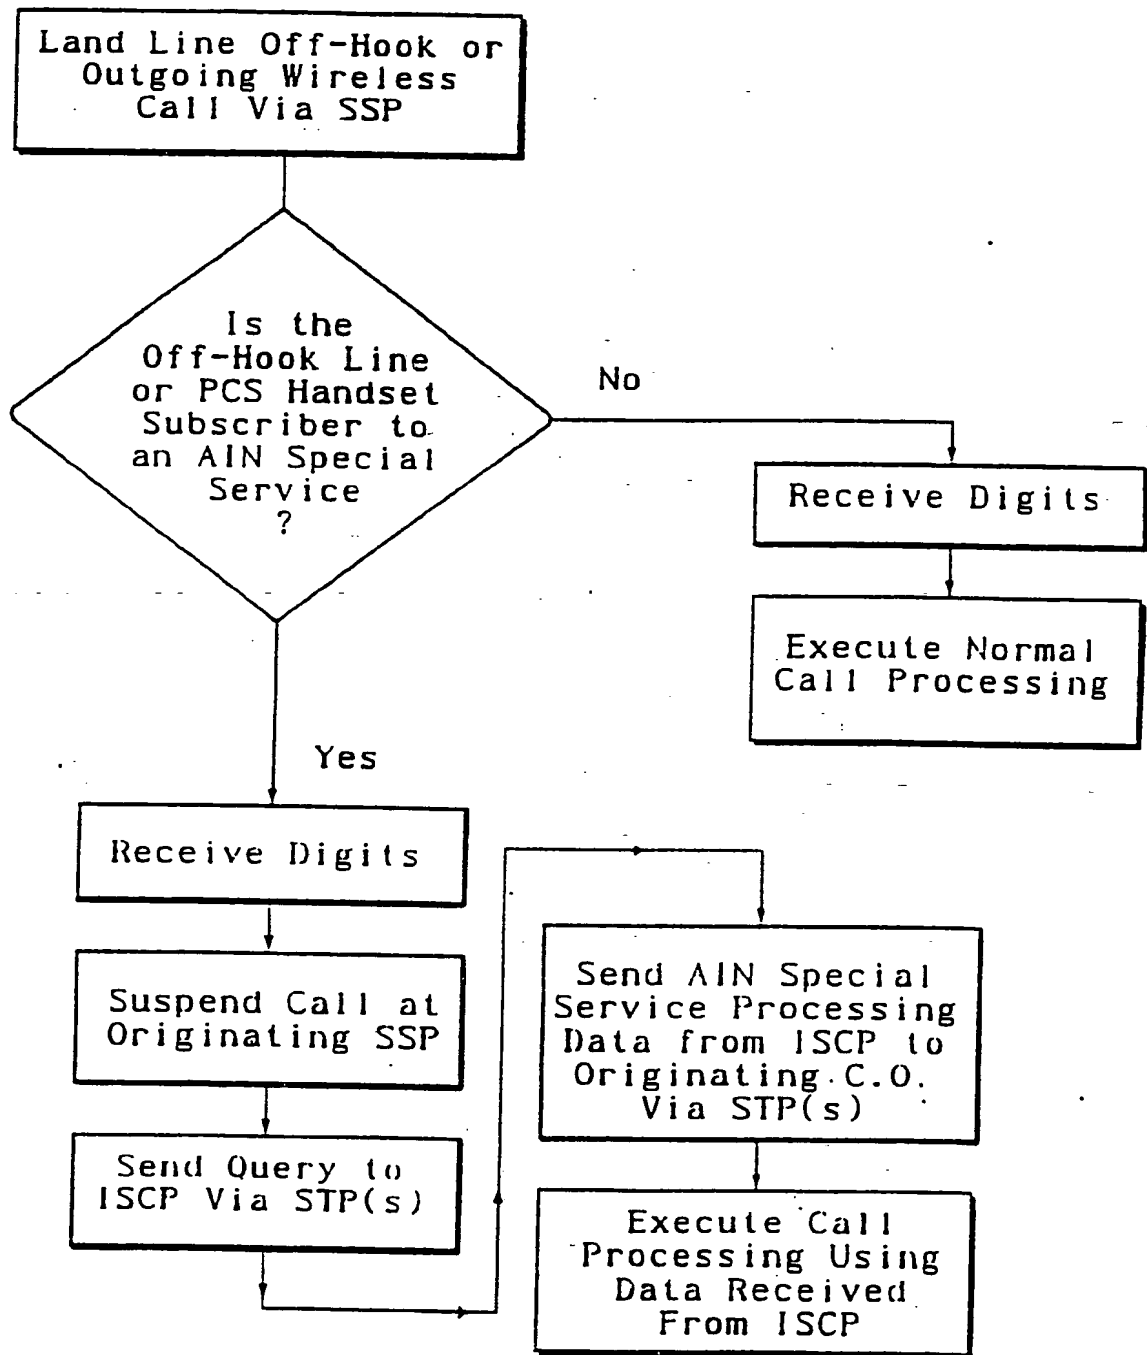 Land Line Off-Hook or
Outgoing Wireless
Call Via SSP
Is the
Off-Hook Line
or PCS Handset
Subscriber to
an AIN Special
Service
?
No
Receive Digits
Execute Normal
Call Processing
Yes
Receive Digits
Suspend Call at
Originating SSP
Send Query to
ISCP Via STP(s)
Send AIN Special
Service Processing
Data from ISCP to
Originating C.O.
Via STP(s)
Execute Call
Processing Using
Data Received
From ISCP